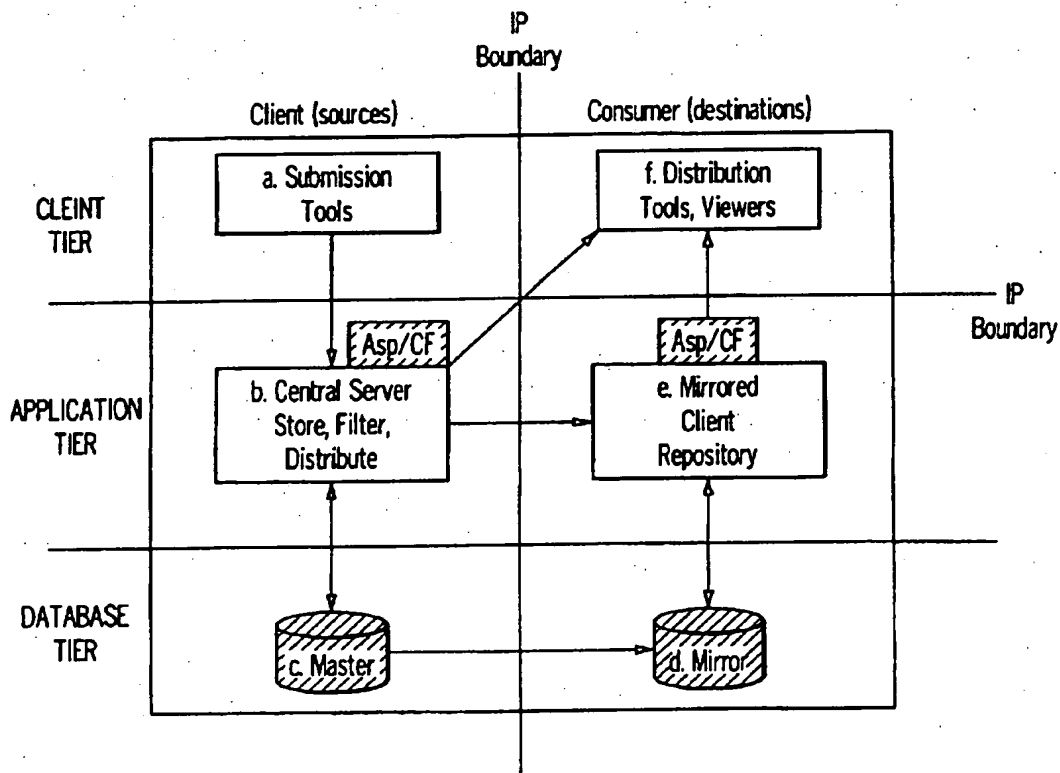 IP
Boundary
Client (sources)
Consumer (destinations)
CLEINT
TIER
a. Submission
Tools
f. Distribution
Tools, Viewers
IP
Boundary
Asp/CF
Asp/CF
APPLICATION
TIER
b. Central Server
Store, Filter,
Distribute
e. Mirrored
Client
Repository
DATABASE
TIER
c. Master
d. Mirror